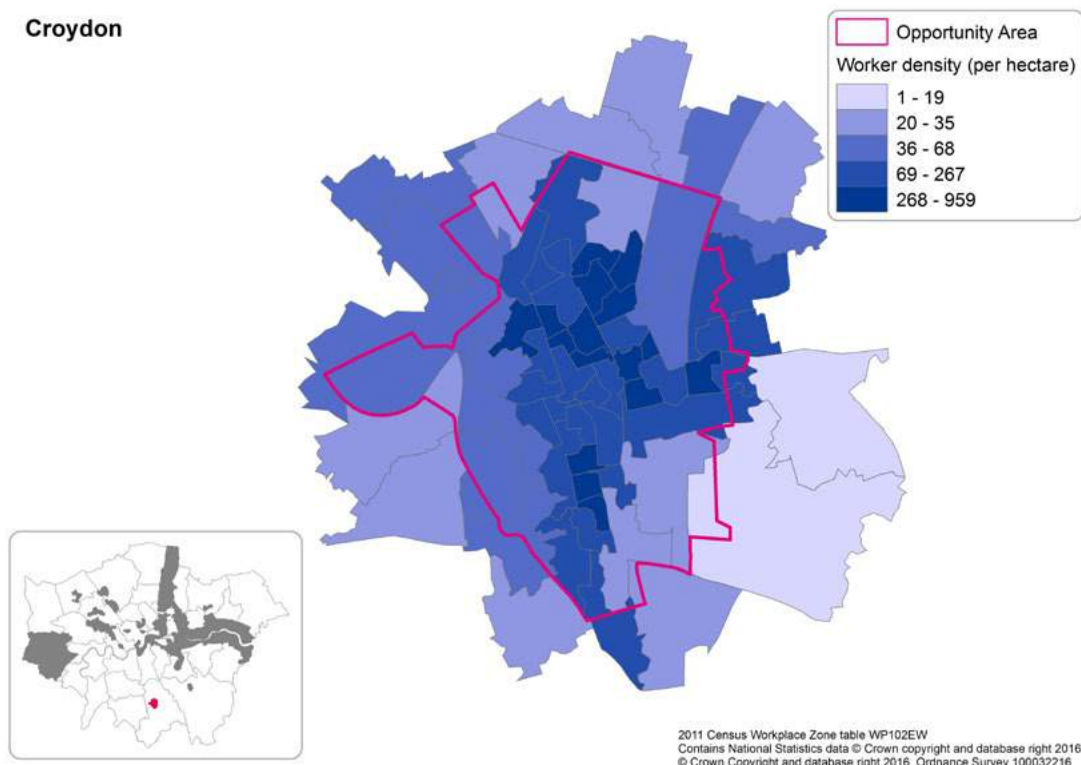 Croydon
Opportunity Area
Worker density (per hectare)
1 - 19
20 - 35
36 - 68
69 - 267
268 - 959
2011 Census Workplace Zone table WP102EW
Contains National Statistics data © Crown copyright and database right 2016
© Crown Copyright and database right 2016. Ordnance Survey 100032216